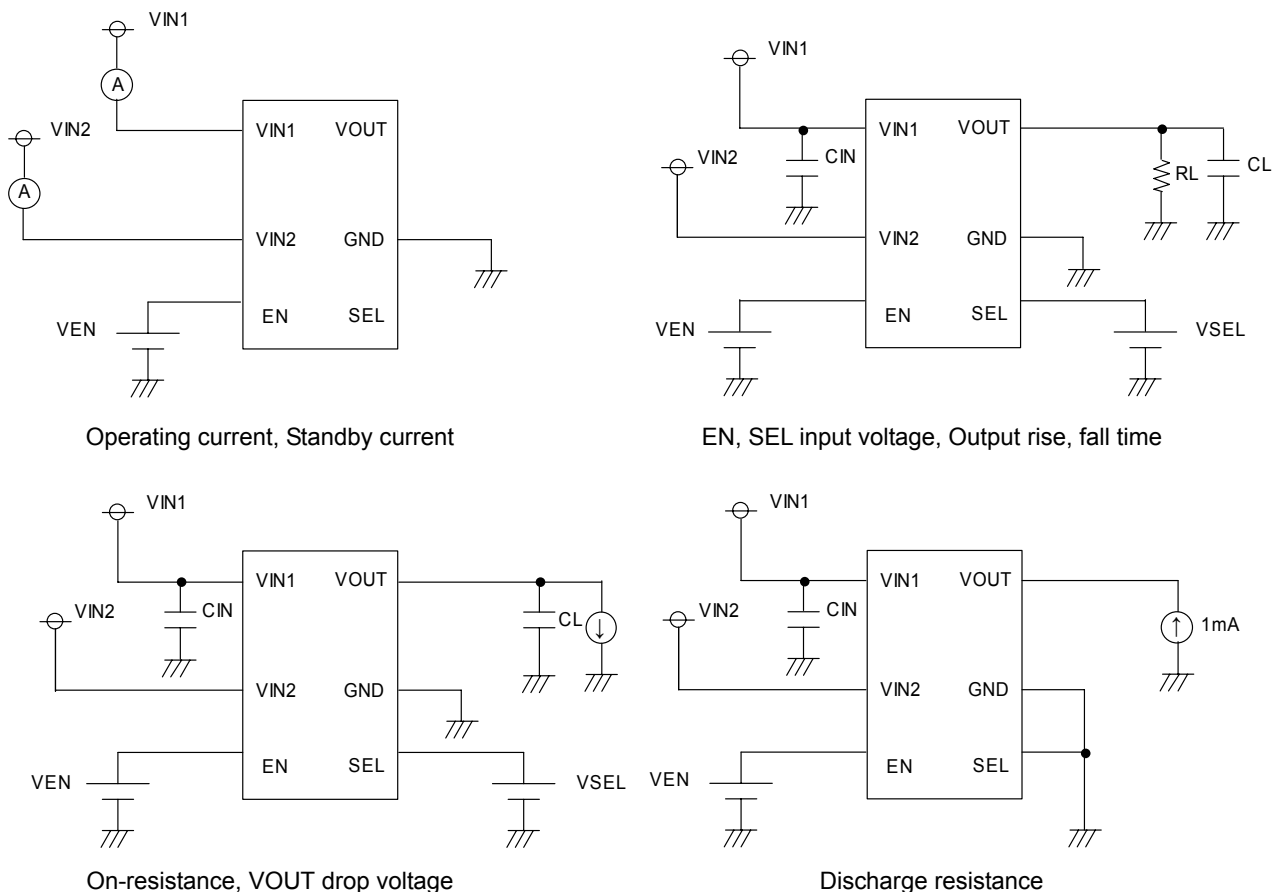 VIN1
A
VIN2
A
VIN1 VOUT
VIN2 GND
EN SEL
VEN
Operating current, Standby current
VIN1
VIN2
CIN
VIN1 VOUT
RL
CL
VIN2 GND
EN SEL
VEN
VSEL
EN, SEL input voltage, Output rise, fall time
VIN1
VIN2
CIN
VIN1 VOUT
CL
↓
VIN2 GND
EN SEL
VEN
VSEL
On-resistance, VOUT drop voltage
VIN1
VIN2
CIN
VIN1 VOUT
↑
1mA
VIN2 GND
EN SEL
VEN
Discharge resistance